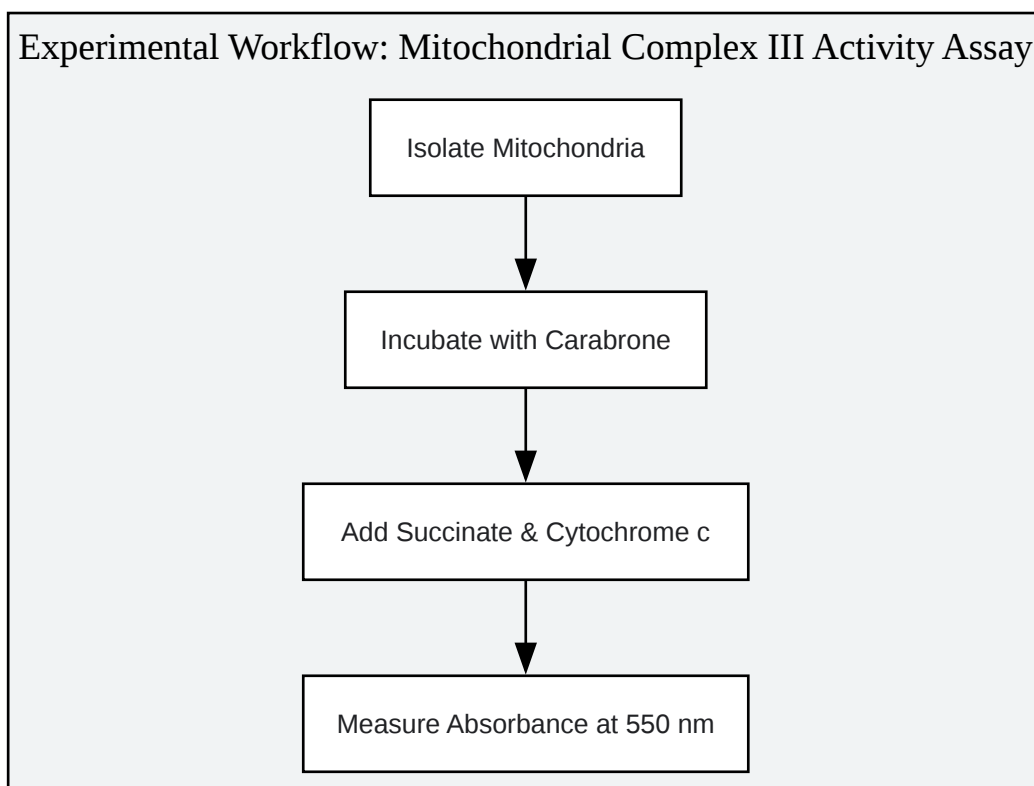 Experimental Workflow: Mitochondrial Complex III Activity Assay
Isolate Mitochondria
Incubate with Carabrone
Add Succinate & Cytochrome c
Measure Absorbance at 550 nm